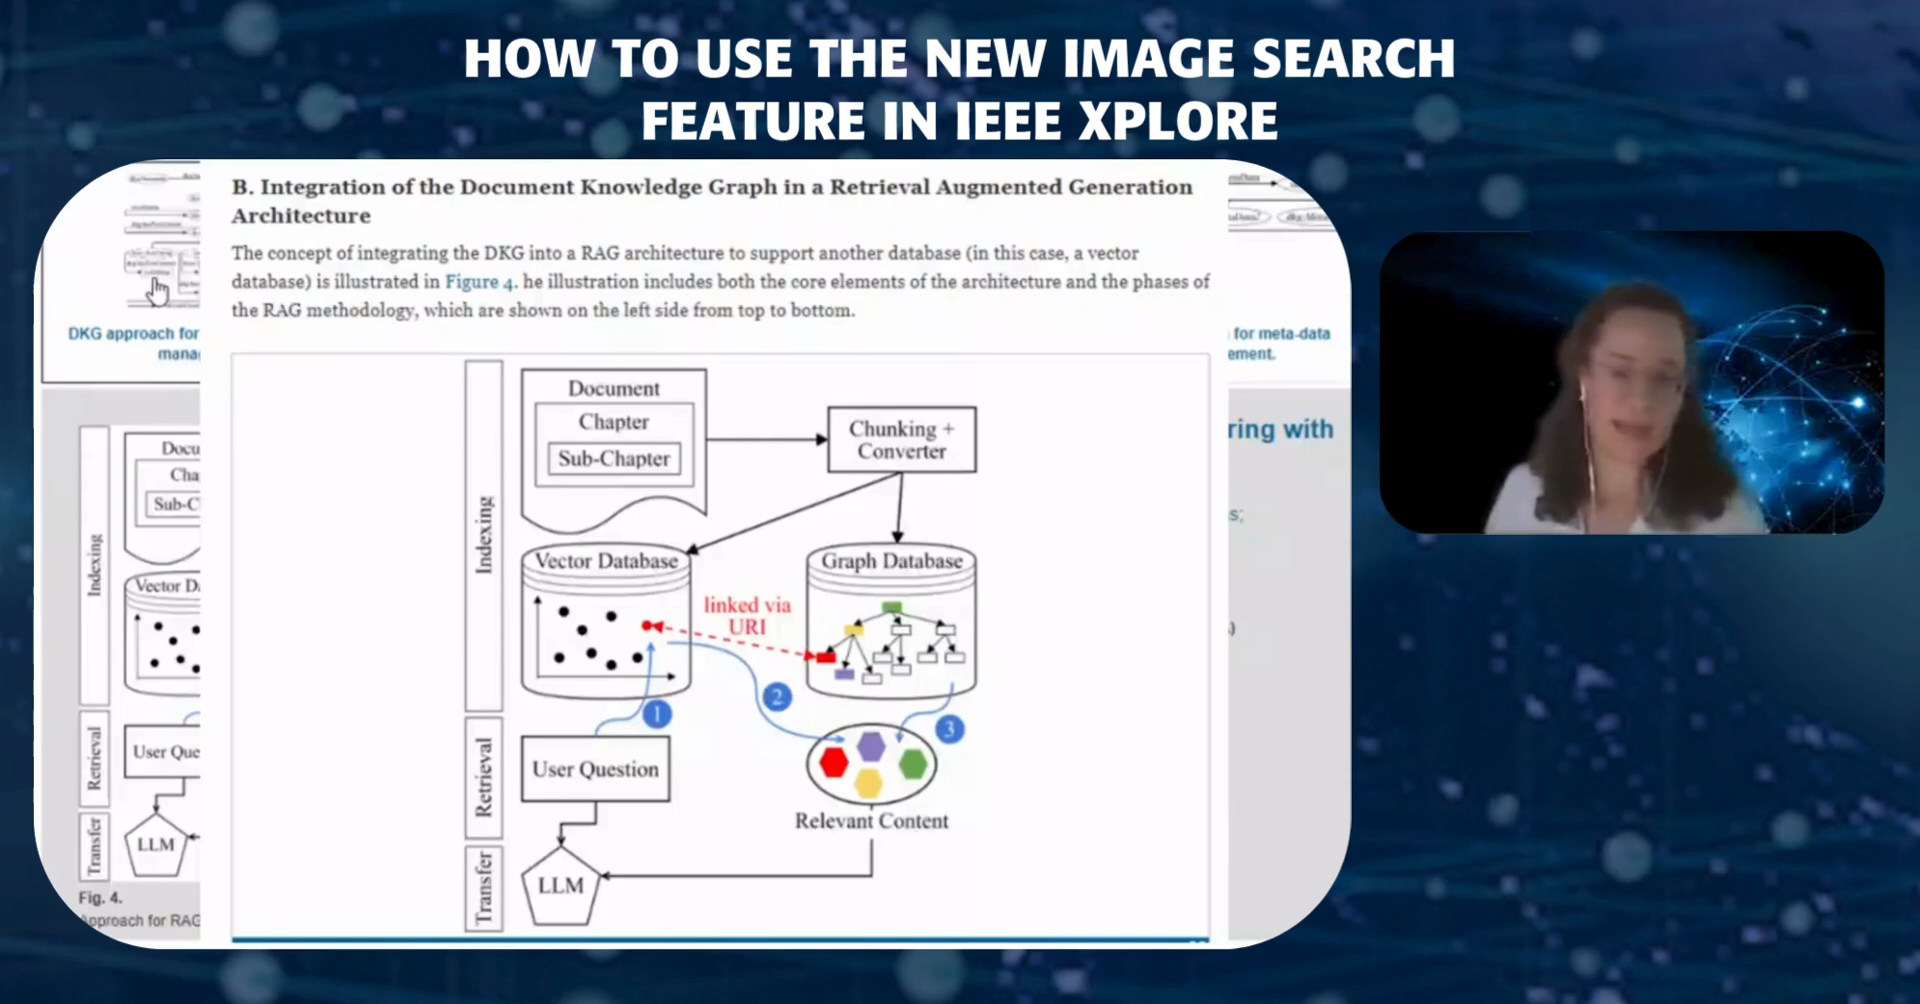 HOW TO USE THE NEW IMAGE SEARCH
FEATURE IN IEEE XPLORE
B. Integration of the Document Knowledge Graph in a Retrieval Augmented Generation
Architecture
The concept of integrating the DKG into a RAG architecture to support another database (in this case, a vector
database) is illustrated in Figure 4. he illustration includes both the core elements of the architecture and the phases of
the RAG methodology, which are shown on the left side from top to bottom.
DKG approach for
mana
for meta-data
ement.
ring with
s;
)
Indexing
Document
Chapter
Sub-Chapter
Chunking +
Converter
Vector Database
Graph Database
linked via
URI
1
2
3
Retrieval
User Question
Relevant Content
Transfer
LLM
Indexing
Docu
Cha
Sub-C
Vector D
Retrieval
User Que
Transfer
LLM
Fig. 4.
Approach for RAG